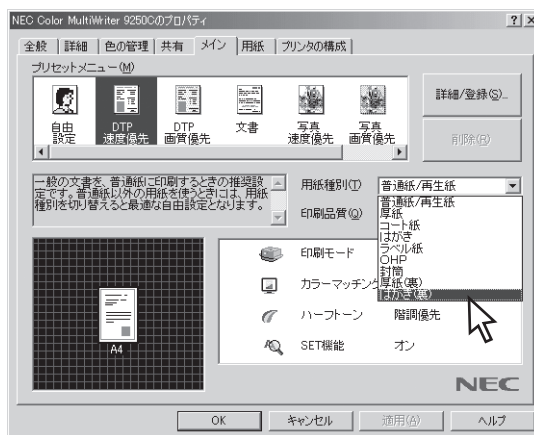 NEC Color MultiWriter 9250Cのプロパティ
全般 詳細 色の管理 共有 メイン 用紙 プリンタの構成
プリセットメニュー(M)
自由
設定
DTP
速度優先
DTP
画質優先
文書
写真
速度優先
写真
画質優先
詳細/登録(S)...
削除(R)
一般の文書を、普通紙に印刷するときの推奨設
定です。普通紙以外の用紙を使うときには、用紙
種別を切り替えると最適な自由設定となります。
用紙種別(T) 普通紙/再生紙
印刷品質(Q)
普通紙/再生紙
厚紙
コート紙
はがき
ラベル紙
OHP
封筒
厚紙(裏)
はがき(裏)
A4
印刷モード
カラーマッチング
ハーフトーン 階調優先
SET機能 オン
NEC
OK キャンセル 適用(A) ヘルプ